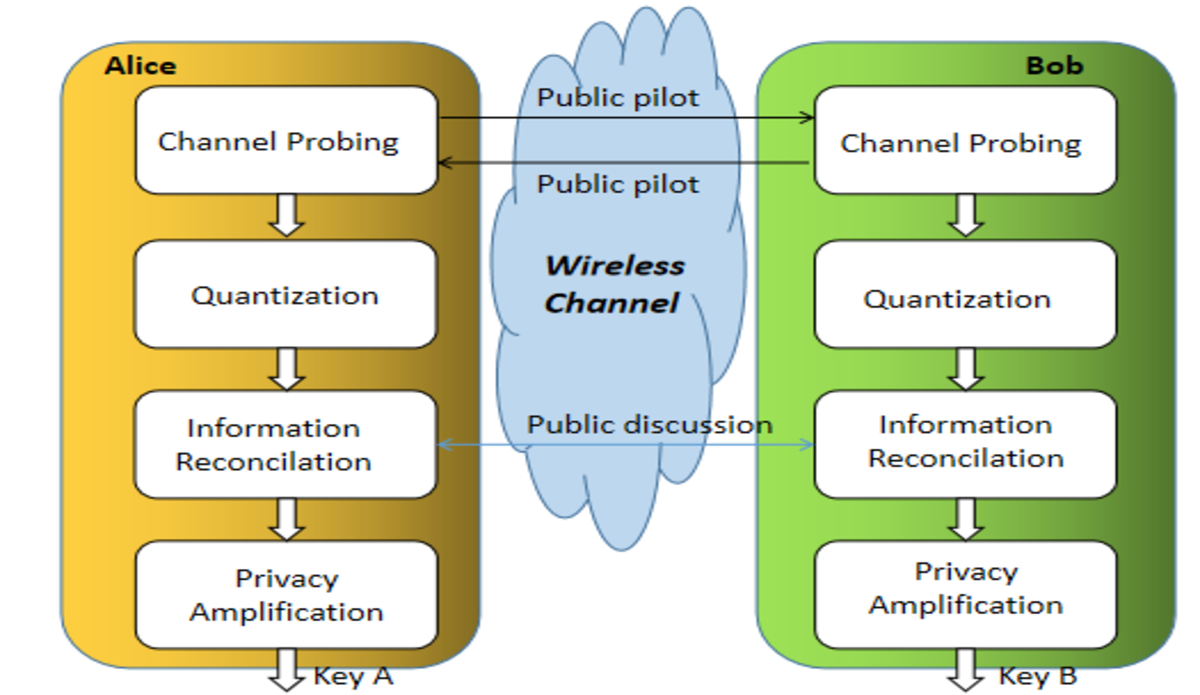 Alice
Channel Probing
Quantization
Information
Reconcilation
Privacy
Amplification
Key A
Public pilot
Public pilot
Wireless
Channel
Public discussion
Bob
Channel Probing
Quantization
Information
Reconcilation
Privacy
Amplification
Key B